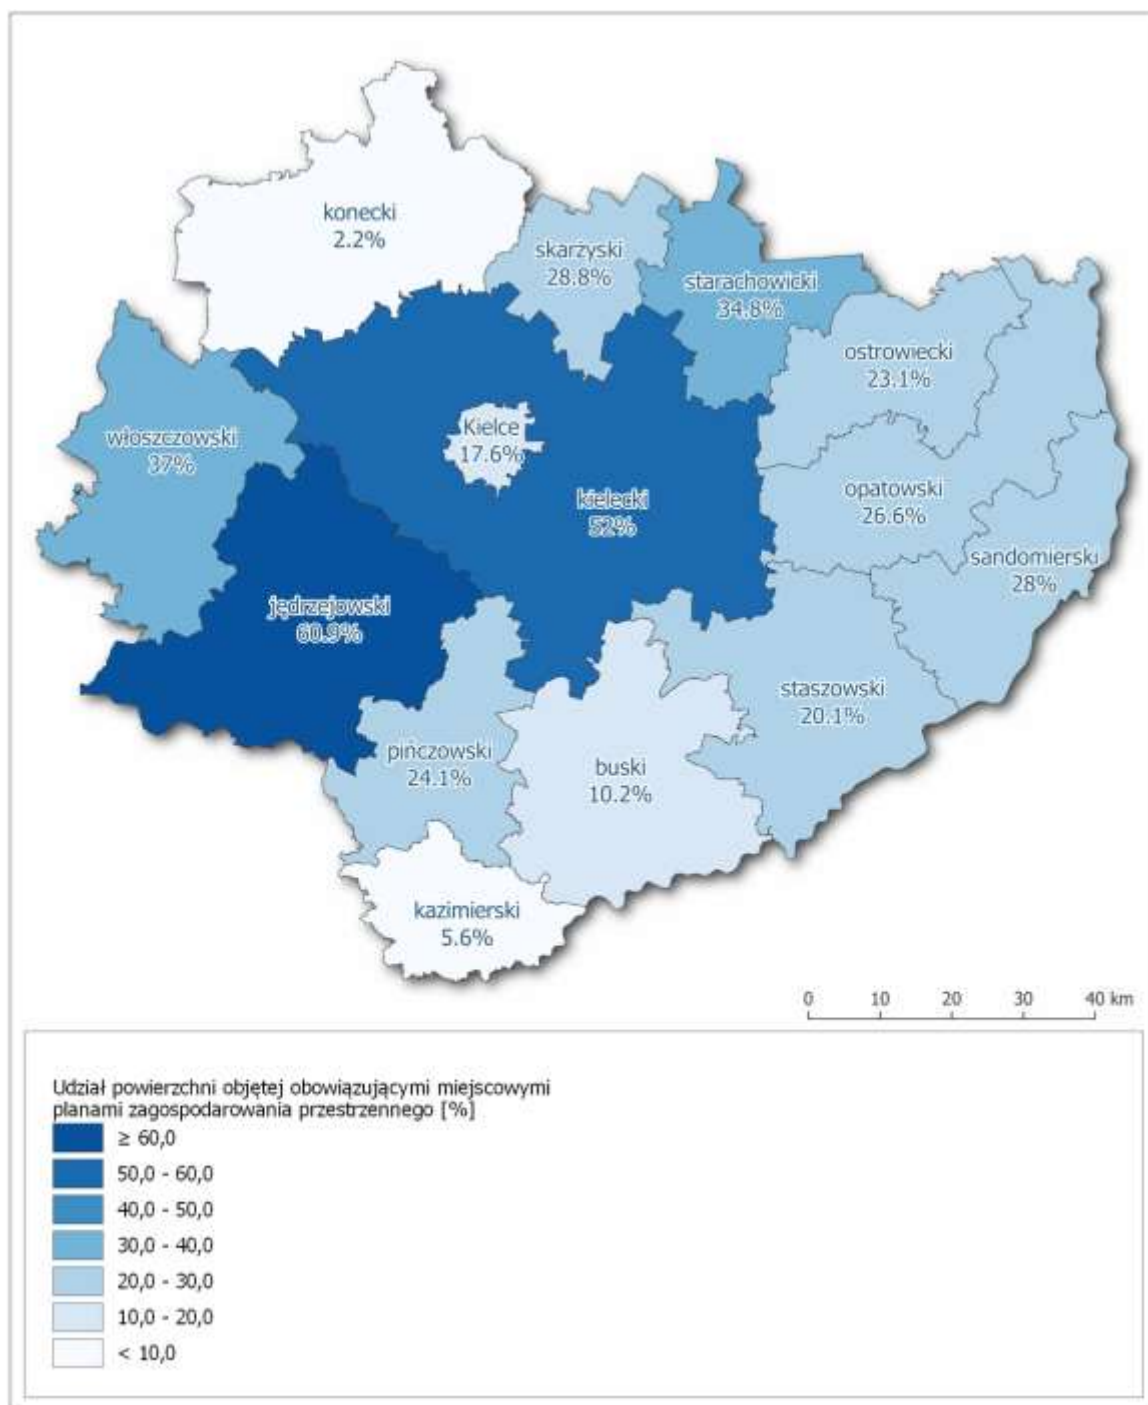 konecki
2.2%
skarżyski
28.8%
starachowicki
34.8%
ostrowiecki
23.1%
włoszczowski
37%
Kielce
17.6%
kielecki
52%
opatowski
26.6%
sandomierski
28%
jędrzejowski
60.9%
staszowski
20.1%
pińczowski
24.1%
buski
10.2%
kazimierski
5.6%
0 10 20 30 40 km
Udział powierzchni objętej obowiązującymi miejscowymi
planami zagospodarowania przestrzennego [%]
≥ 60,0
50,0 - 60,0
40,0 - 50,0
30,0 - 40,0
20,0 - 30,0
10,0 - 20,0
< 10,0